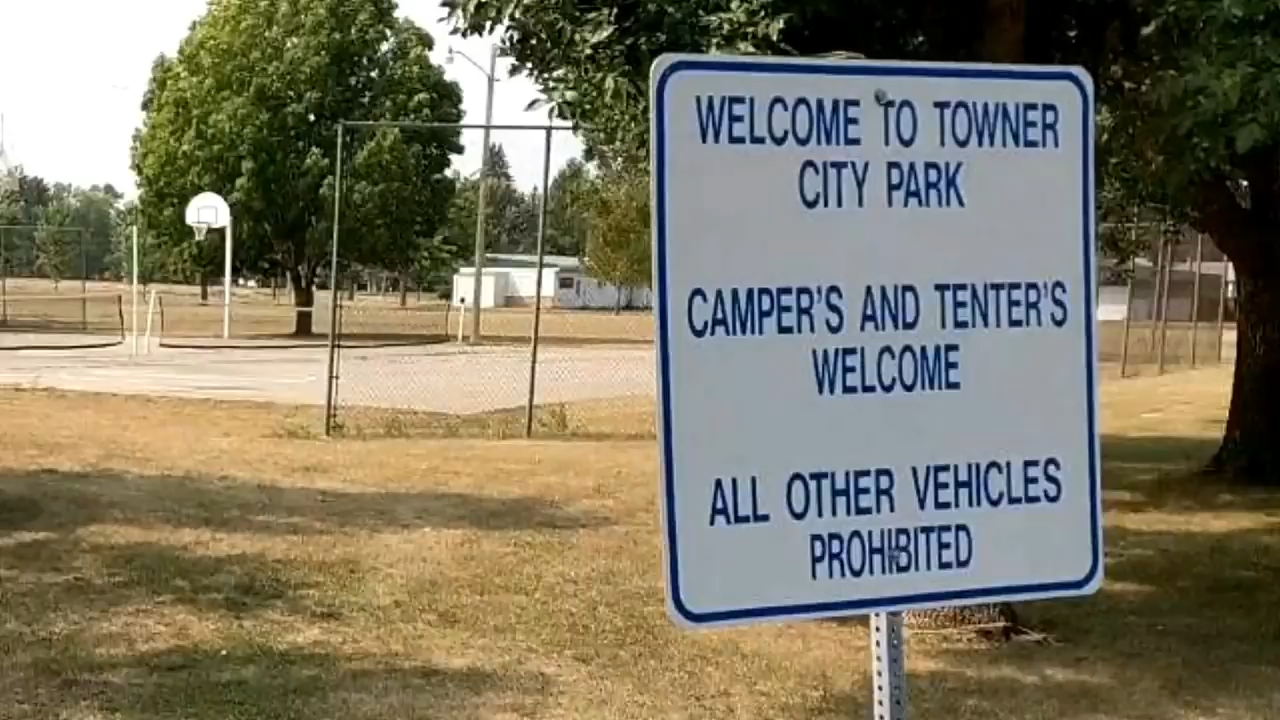 WELCOME TO TOWNER
CITY PARK
CAMPER'S AND TENTER'S
WELCOME
ALL OTHER VEHICLES
PROHIBITED